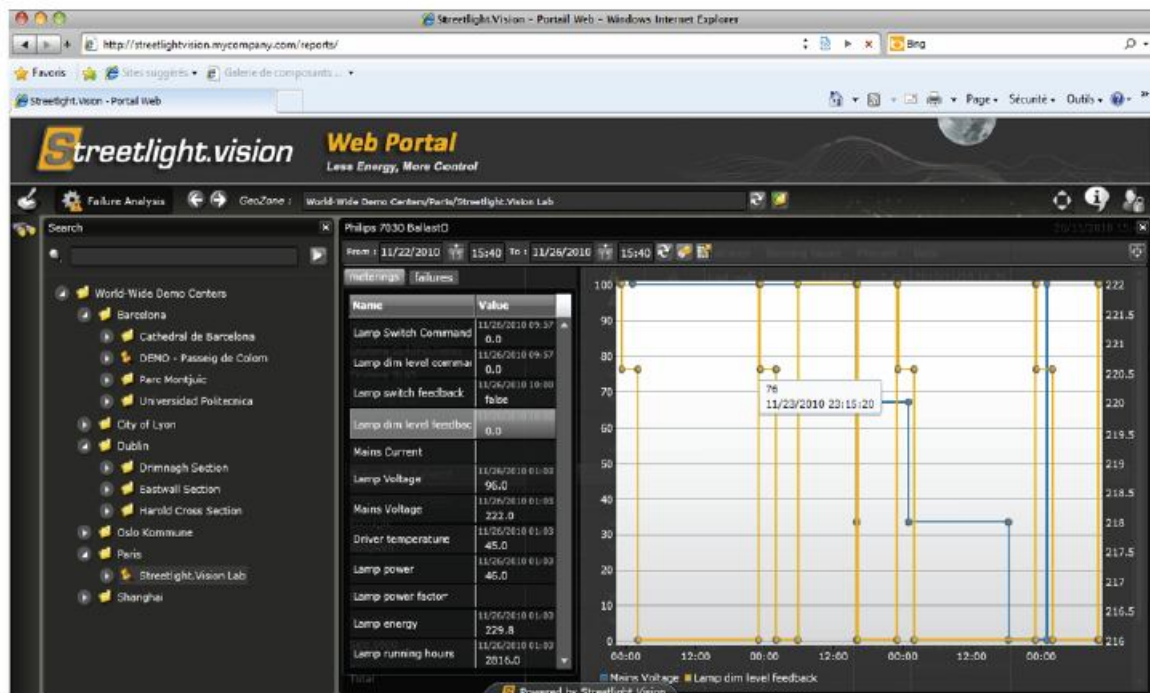 Streetlight.Vision - Portail Web - Windows Internet Explorer
http://streetlightvision.mycompany.com/reports/
Bing
Favoris Sites suggérés Galerie de composants ...
Streetlight.Vision - Portail Web
Page Sécurité Outils
Streetlight.vision
Web Portal
Less Energy, More Control
Failure Analysis GeoZone : World-Wide Demo Centers/Paris/Streetlight.Vision Lab
Search
World-Wide Demo Centers
Barcelona
Cathedral de Barcelona
DEMO - Passeig de Colom
Parc Montjuic
Universidad Politecnica
City of Lyon
Dublin
Drimnagh Section
Eastwall Section
Harold Cross Section
Oslo Kommune
Paris
Streetlight.Vision Lab
Shanghai
Philips 7030 Ballast
From : 11/22/2010 15:40 To : 11/26/2010 15:40
meterings failures
Name Value
Lamp Switch Command 11/26/2010 09:57
0.0
Lamp dim level comma 11/26/2010 09:57
0.0
Lamp switch feedback 11/26/2010 10:00
false
Lamp dim level feedbac
0.0
Mains Current
Lamp Voltage 11/26/2010 01:03
96.0
Mains Voltage 11/26/2010 01:03
222.0
Driver temperature 11/26/2010 01:03
45.0
Lamp power 11/26/2010 01:03
46.0
Lamp power factor
Lamp energy 11/26/2010 01:03
229.8
Lamp running hours 11/26/2010 01:03
2816.0
Total
100 222
90 221.5
221
80
220.5
70 220
60 219.5
50 219
218.5
40
218
30
217.5
20
217
10 216.5
0 216
76
11/23/2010 23:15:20
00:00 12:00 00:00 12:00 00:00 12:00 00:00
Mains Voltage Lamp dim level feedback
Powered by Streetlight.Vision